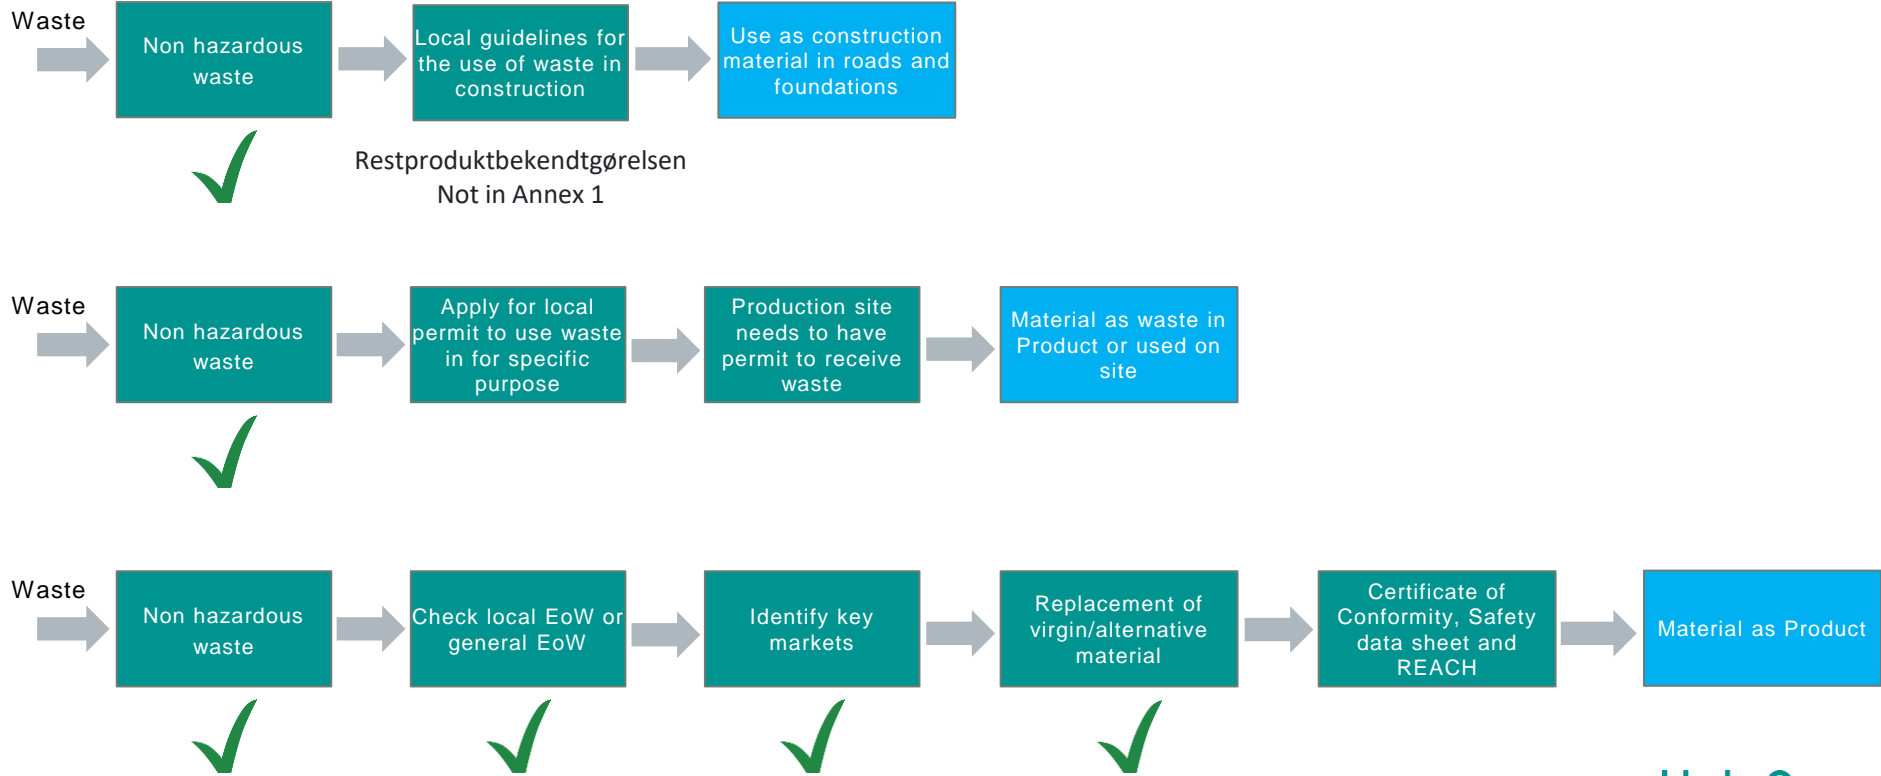 Waste
Non hazardous
waste
Local guidelines for
the use of waste in
construction
Use as construction
material in roads and
foundations
Restproduktbekendtgørelsen
Not in Annex 1
Waste
Non hazardous
waste
Apply for local
permit to use waste
in for specific
purpose
Production site
needs to have
permit to receive
waste
Material as waste in
Product or used on
site
Waste
Non hazardous
waste
Check local EoW or
general EoW
Identify key
markets
Replacement of
virgin/alternative
material
Certificate of
Conformity, Safety
data sheet and
REACH
Material as Product